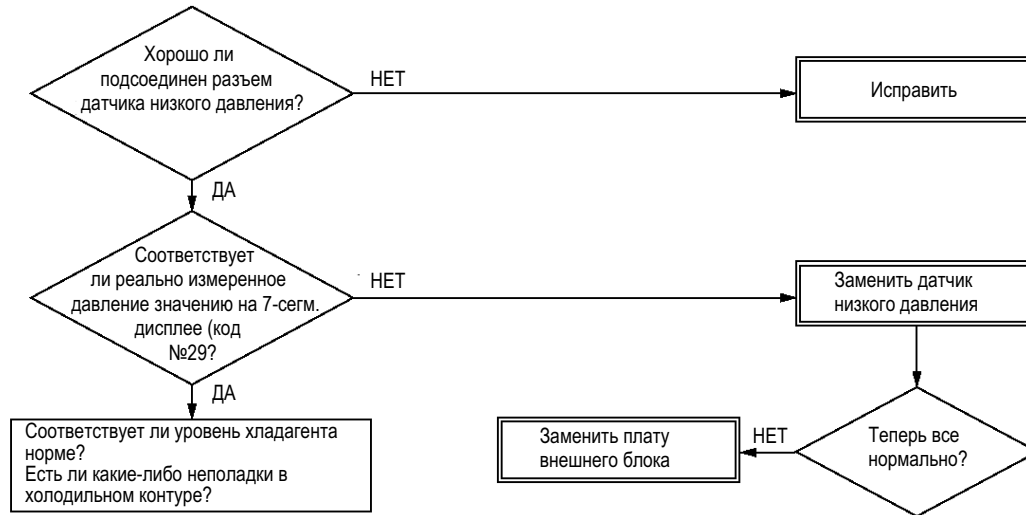 Хорошо ли
подсоединен разъем
датчика низкого давления?
НЕТ
Исправить
ДА
Соответствует
ли реально измеренное
давление значению на 7-сегм.
дисплее (код
№29?
НЕТ
Заменить датчик
низкого давления
ДА
Соответствует ли уровень хладагента
норме?
Есть ли какие-либо неполадки в
холодильном контуре?
Заменить плату
внешнего блока
НЕТ
Теперь все
нормально?